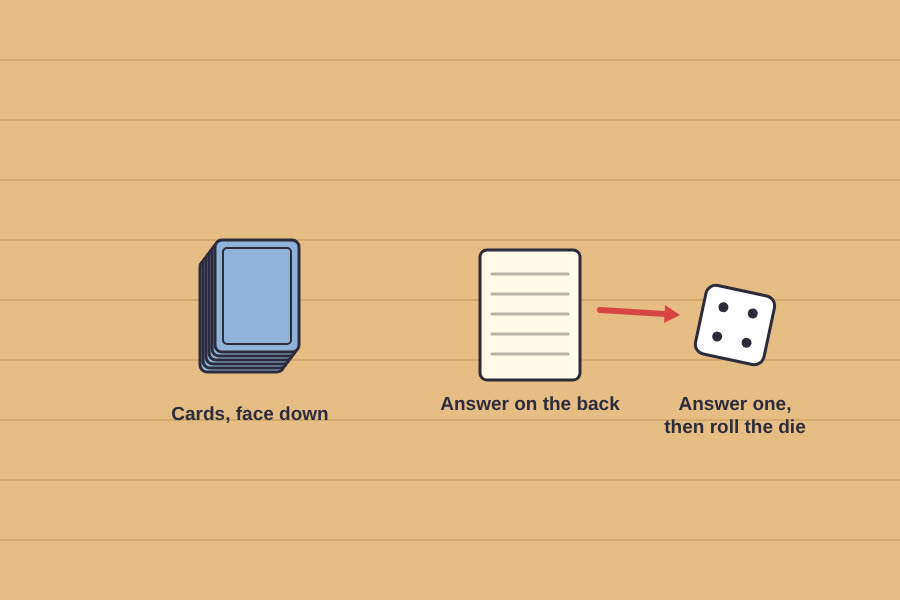 Cards, face down
Answer on the back
Answer one,
then roll the die